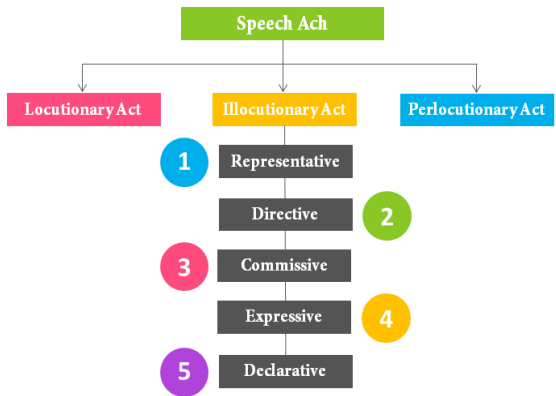 Speech Ach
Locutionary Act
Illocutionary Act
Perlocutionary Act
1
Representative
Directive
2
3
Commissive
Expressive
4
5
Declarative